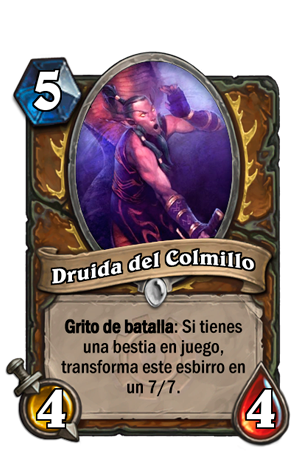 5
Druida del Colmillo
Grito de batalla: Si tienes
una bestia en juego,
transforma este esbirro en
un 7/7.
4
4